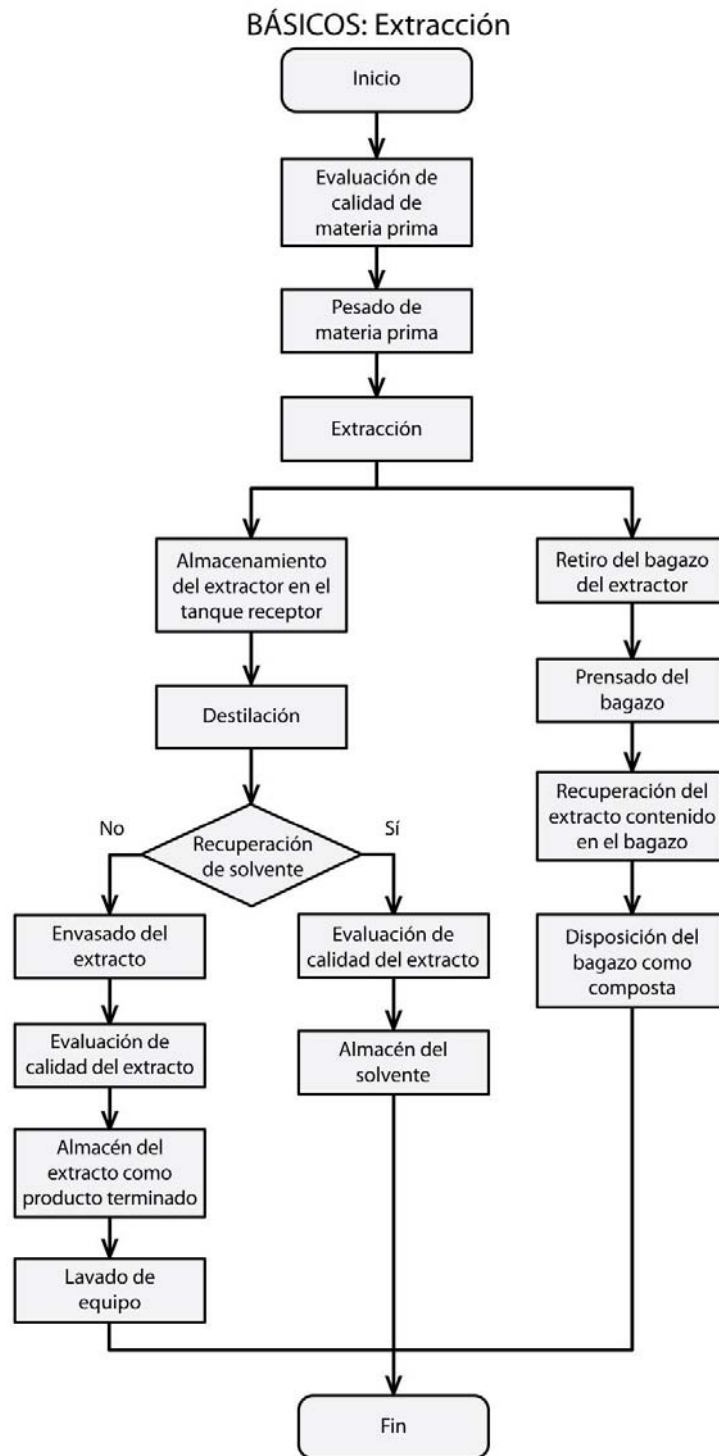 BÁSICOS: Extracción
Inicio
Evaluación de
calidad de
materia prima
Pesado de
materia prima
Extracción
Almacenamiento
del extractor en el
tanque receptor
Destilación
Recuperación
de solvente
No
Sí
Envasado del
extracto
Evaluación de
calidad del extracto
Almacén del
extracto como
producto terminado
Lavado de
equipo
Evaluación de
calidad del extracto
Almacén del
solvente
Retiro del bagazo
del extractor
Prensado del
bagazo
Recuperación del
extracto contenido
en el bagazo
Disposición del
bagazo como
composta
Fin